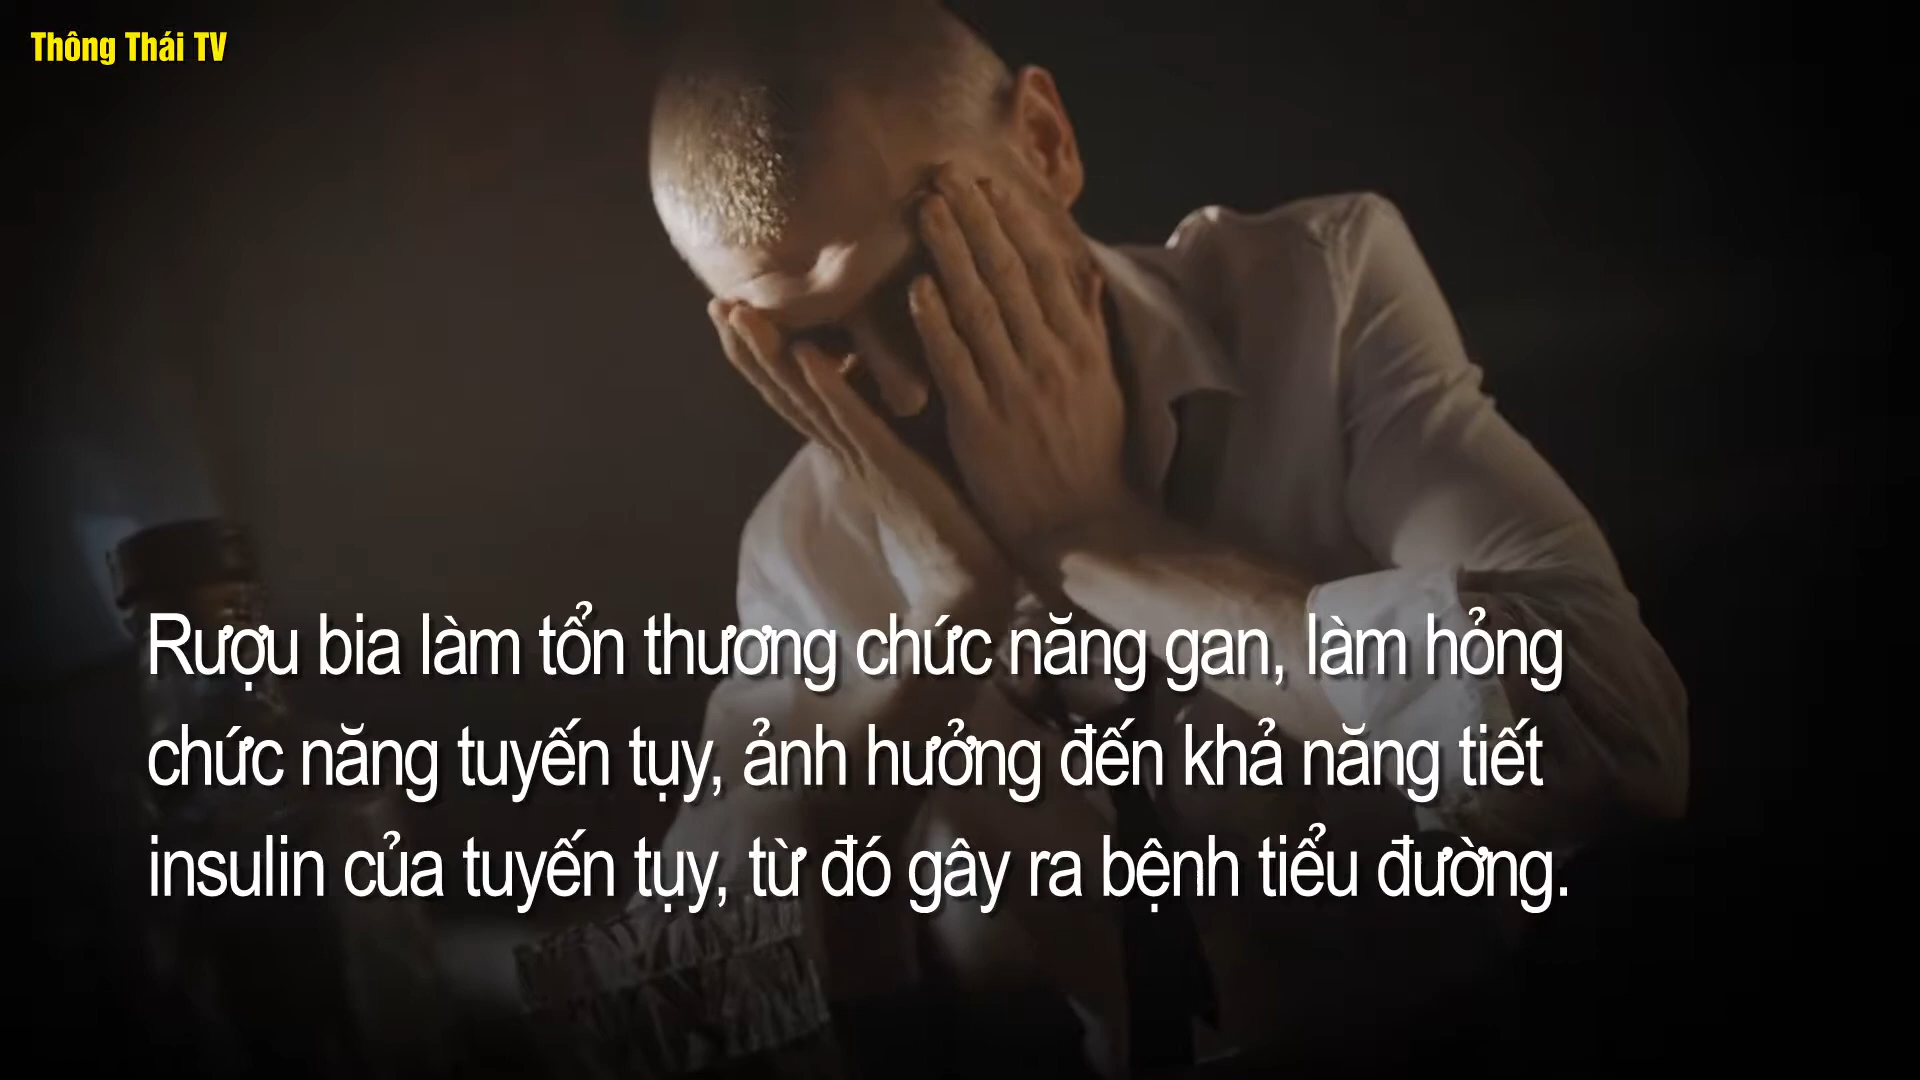 Thông Thái TV
Rượu bia làm tổn thương chức năng gan, làm hỏng
chức năng tuyến tụy, ảnh hưởng đến khả năng tiết
insulin của tuyến tụy, từ đó gây ra bệnh tiểu đường.